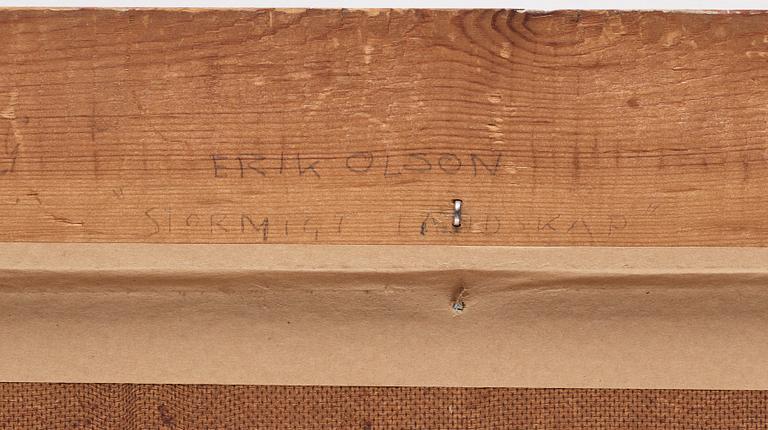 ERIK OLSON
"STORMIGT LANDSKAP"